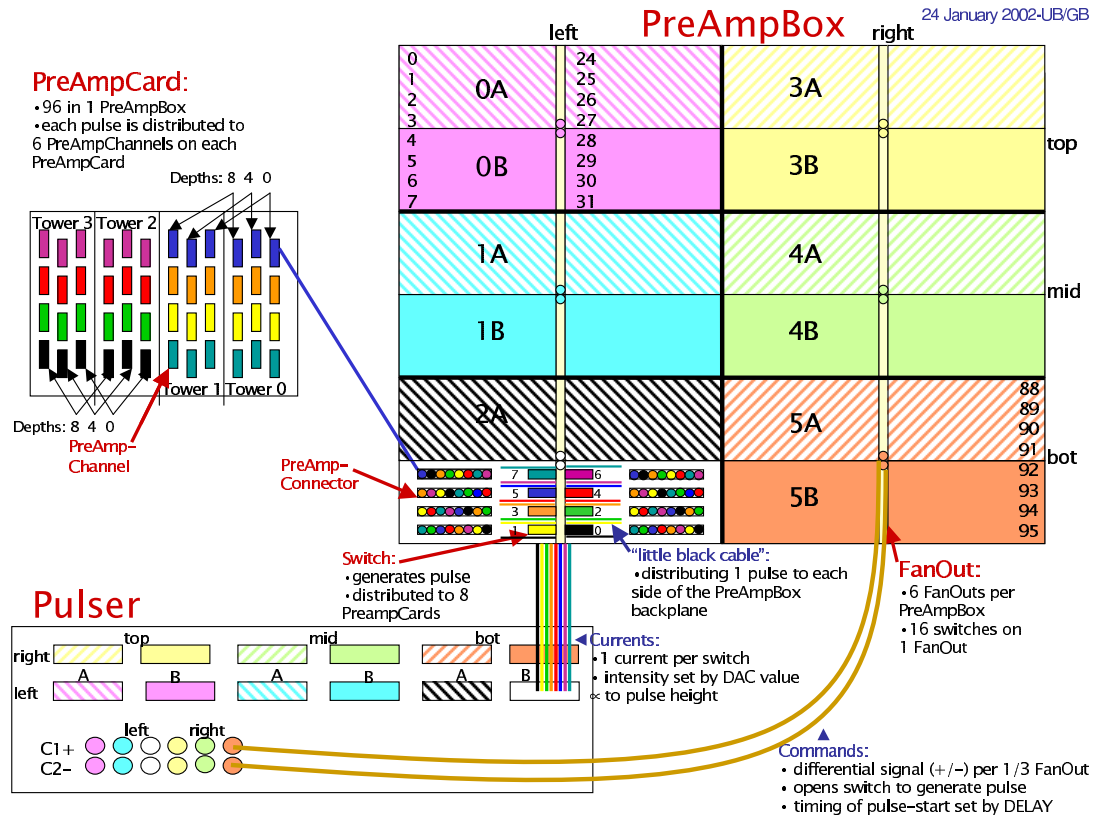 24 January 2002-UB/GB
PreAmpBox
left
right
PreAmpCard:
• 96 in 1 PreAmpBox
• each pulse is distributed to
6 PreAmpChannels on each
PreAmpCard
Depths: 8 4 0
Tower 3
Tower 2
Tower 1
Tower 0
Depths: 8 4 0
PreAmp-
Channel
0
1
2
3
0A
24
25
26
27
3A
4
5
6
7
0B
28
29
30
31
3B
top
1A
4A
mid
1B
4B
2A
5A
88
89
90
91
bot
PreAmp-
Connector
7
6
5
4
3
2
1
0
5B
92
93
94
95
Switch:
• generates pulse
• distributed to 8
PreampCards
"little black cable":
• distributing 1 pulse to each
side of the PreAmpBox
backplane
FanOut:
• 6 FanOuts per
PreAmpBox
• 16 switches on
1 FanOut
Pulser
top
mid
bot
right
A
B
A
B
A
B
left
Currents:
• 1 current per switch
• intensity set by DAC value
∝ to pulse height
left
right
C1+
C2-
Commands:
• differential signal (+/-) per 1/3 FanOut
• opens switch to generate pulse
• timing of pulse-start set by DELAY